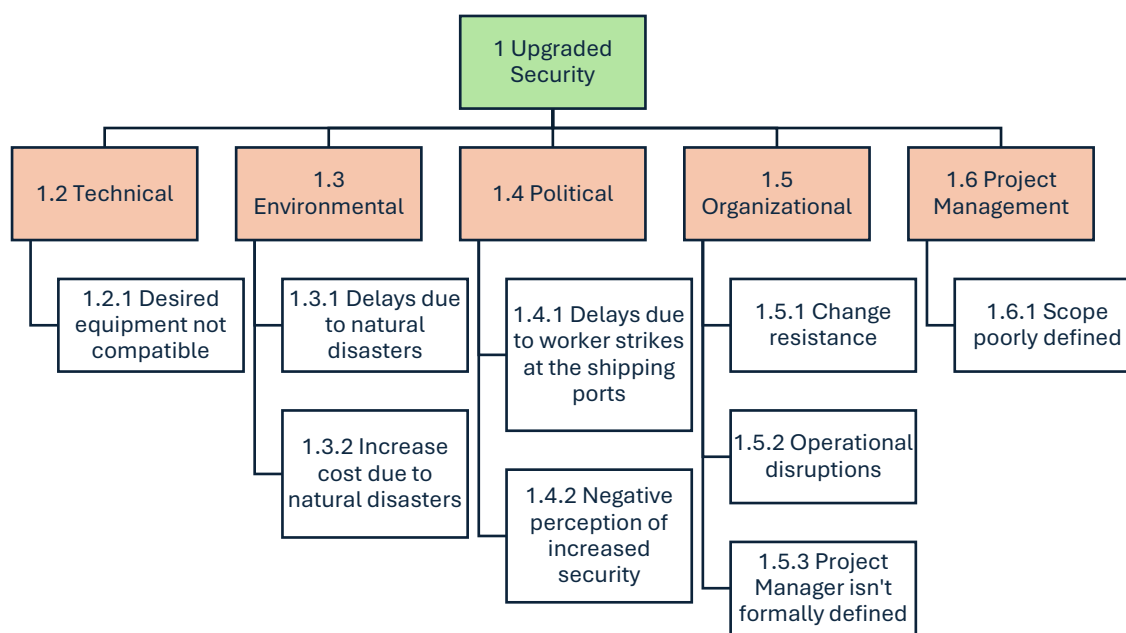 1 Upgraded
Security
1.2 Technical
1.3
Environmental
1.4 Political
1.5
Organizational
1.6 Project
Management
1.2.1 Desired
equipment not
compatible
1.3.1 Delays due
to natural
disasters
1.4.1 Delays due
to worker strikes
at the shipping
ports
1.5.1 Change
resistance
1.6.1 Scope
poorly defined
1.3.2 Increase
cost due to
natural disasters
1.4.2 Negative
perception of
increased
security
1.5.2 Operational
disruptions
1.5.3 Project
Manager isn't
formally defined